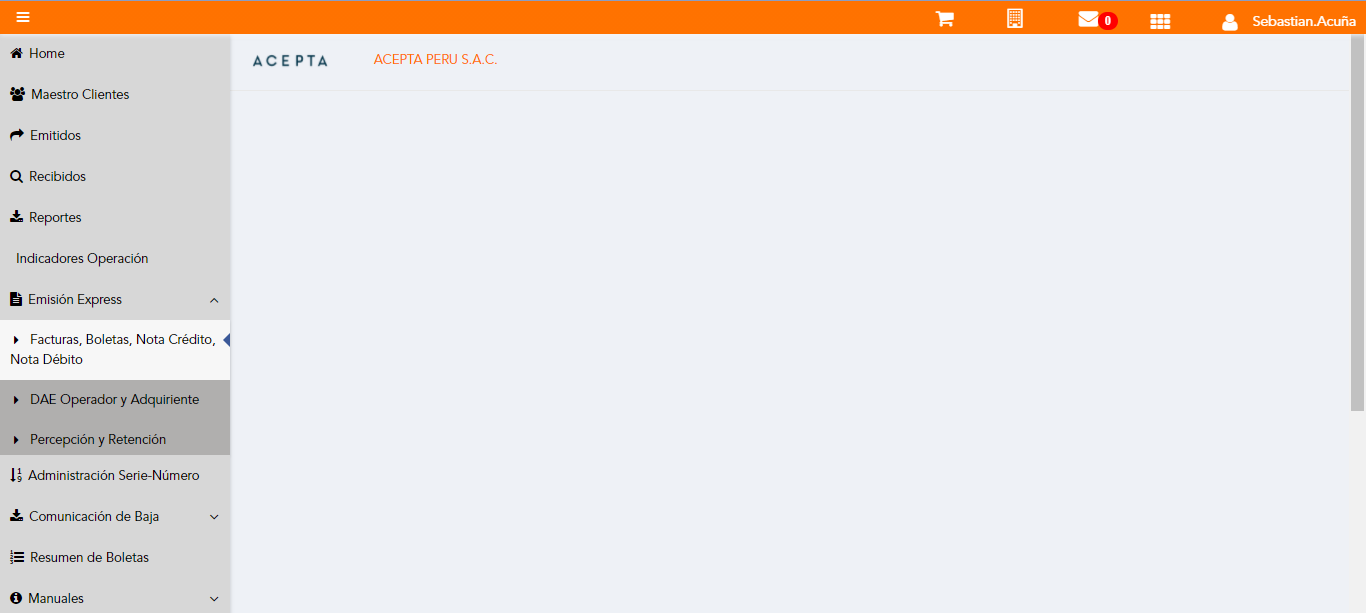 0
Sebastian.Acuña
Home
ACEPTA
ACEPTA PERU S.A.C.
Maestro Clientes
Emitidos
Recibidos
Reportes
Indicadores Operación
Emisión Express
Facturas, Boletas, Nota Crédito,
Nota Débito
DAE Operador y Adquiriente
Percepción y Retención
Administración Serie-Número
Comunicación de Baja
Resumen de Boletas
Manuales